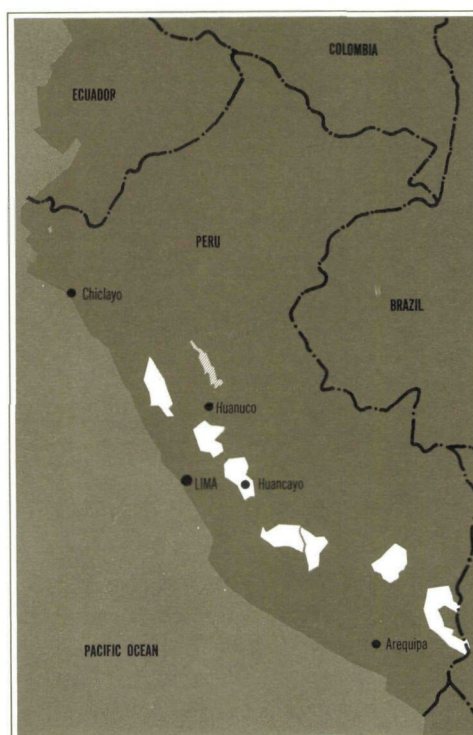 COLOMBIA
ECUADOR
PERU
Chiclayo
BRAZIL
Huanuco
LIMA
Huancayo
Arequipa
PACIFIC OCEAN